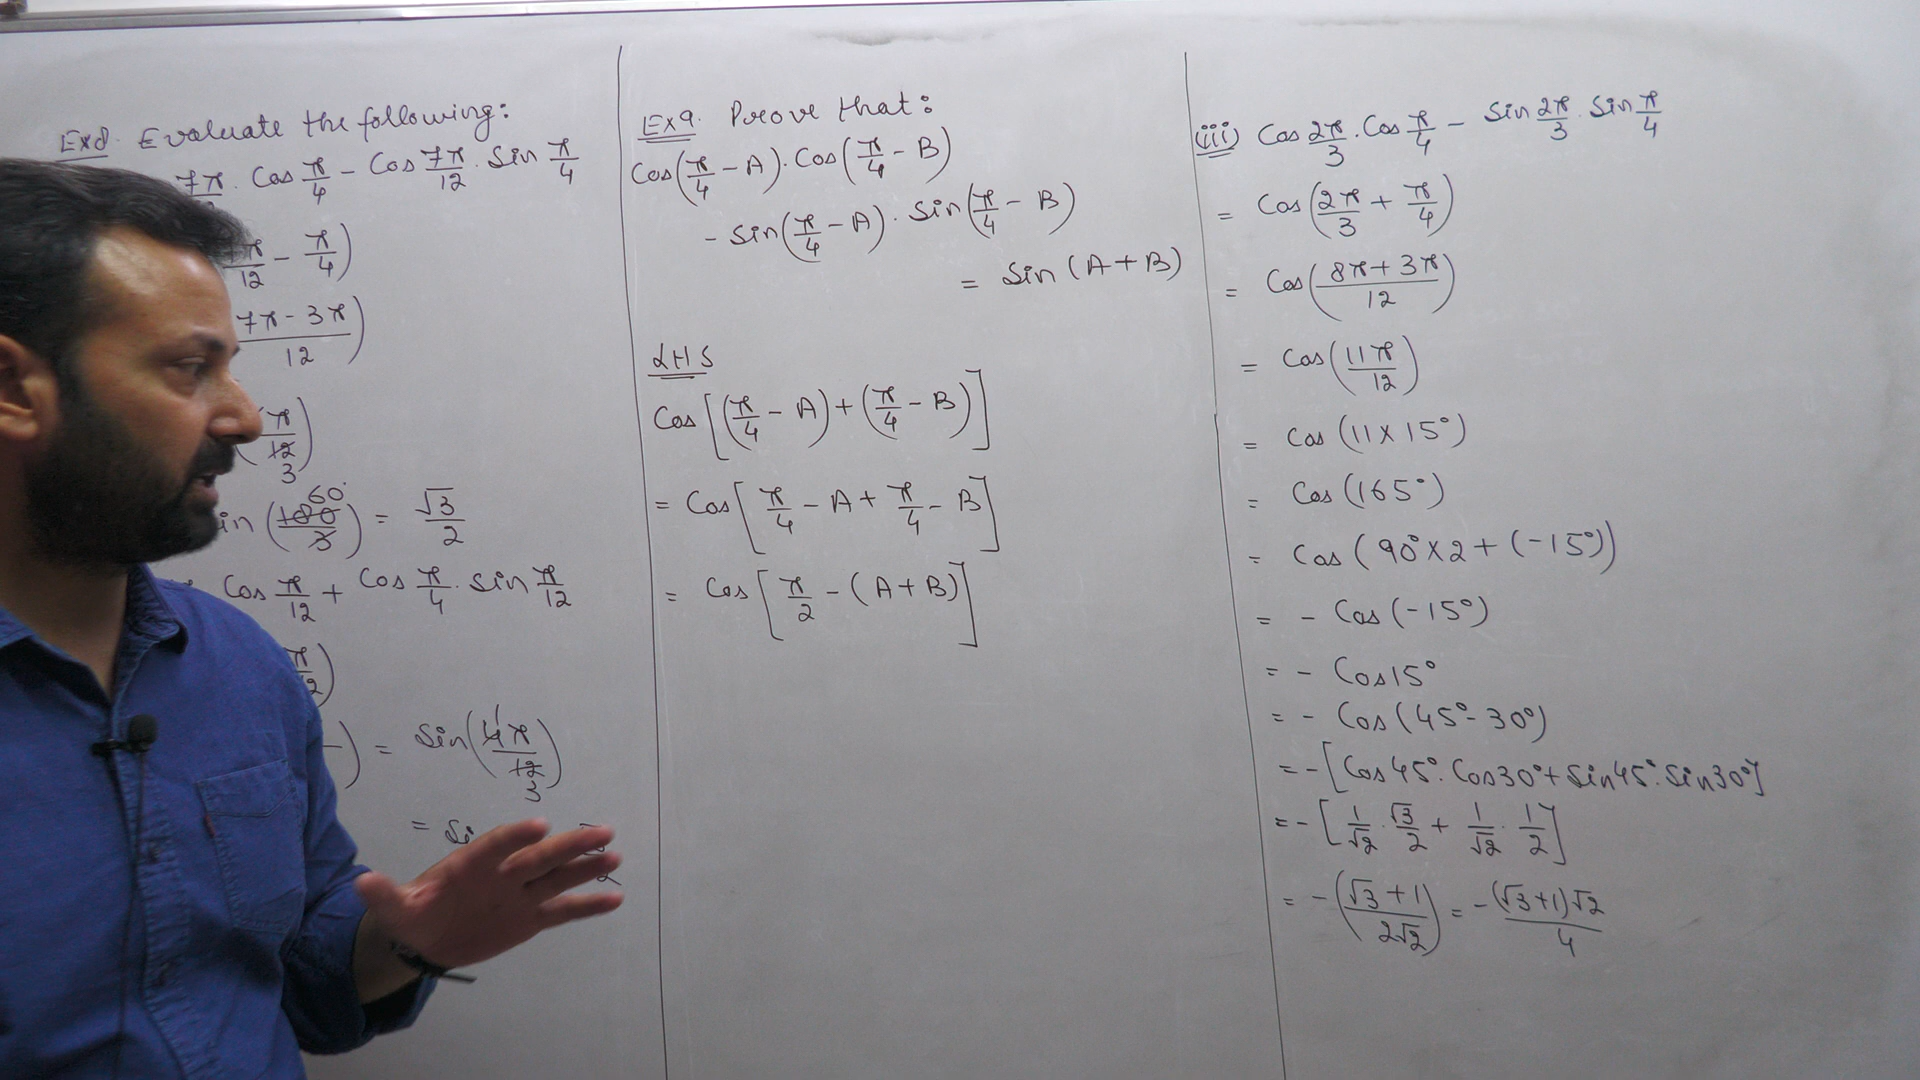 Ex8. Evaluate the following:
7π . Cos π/4 - Cos 7π/12 . Sin π/4
π/12 - π/4)
7π - 3π/12)
(π/12 3)
in (180/3 60°) = √3/2
Cos π/12 + Cos π/4 . Sin π/12
π/12)
) = Sin(4π/12 1 3)
= Si
Ex9. Prove that:
Cos(π/4 - A) . Cos(π/4 - B)
- Sin(π/4 - A) . Sin(π/4 - B)
= Sin (A + B)
LHS
Cos[(π/4 - A) + (π/4 - B)]
= Cos[π/4 - A + π/4 - B]
= Cos[π/2 - (A + B)]
(iii) Cos 2π/3 . Cos π/4 - Sin 2π/3 . Sin π/4
= Cos(2π/3 + π/4)
= Cos(8π + 3π/12)
= Cos(11π/12)
= Cos (11 x 15°)
= Cos (165°)
= Cos (90° x 2 + (-15°))
= - Cos (-15°)
= - Cos15°
= - Cos (45° - 30°)
= - [Cos45° . Cos30° + Sin45° . Sin30°]
= - [1/√2 . √3/2 + 1/√2 . 1/2]
= - (√3 + 1/2√2) = - (√3+1)√2/4